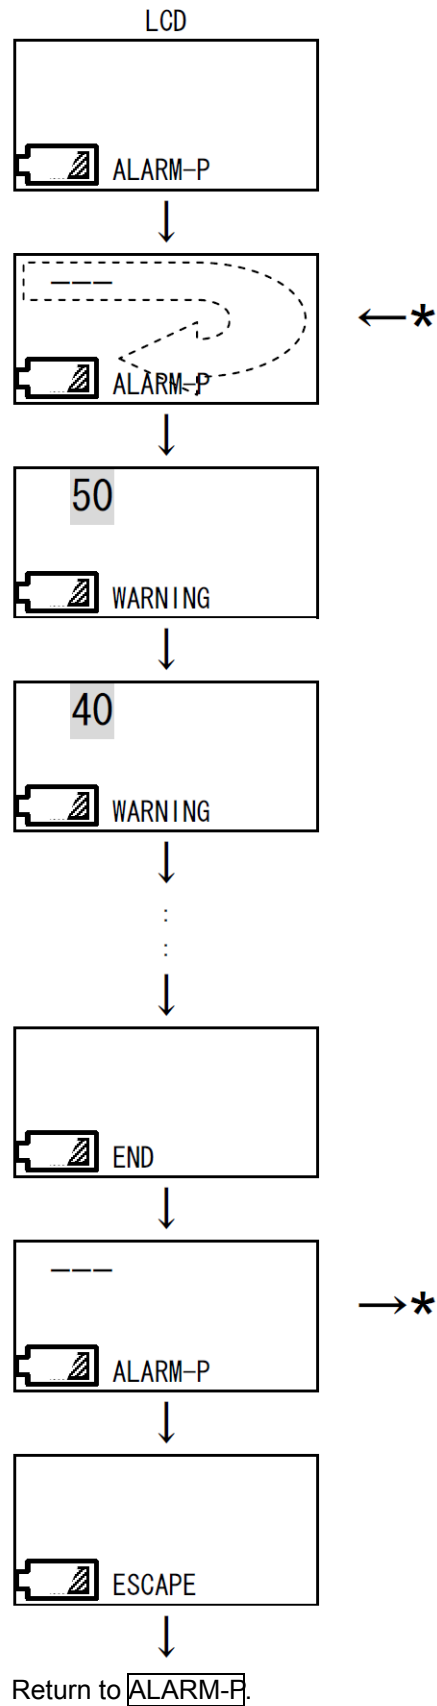 LCD
ALARM-P
↓
---
←*
ALARM-P
↓
50
WARNING
↓
40
WARNING
↓
:
:
↓
END
↓
---
→*
ALARM-P
↓
ESCAPE
↓
Return to ALARM-P.